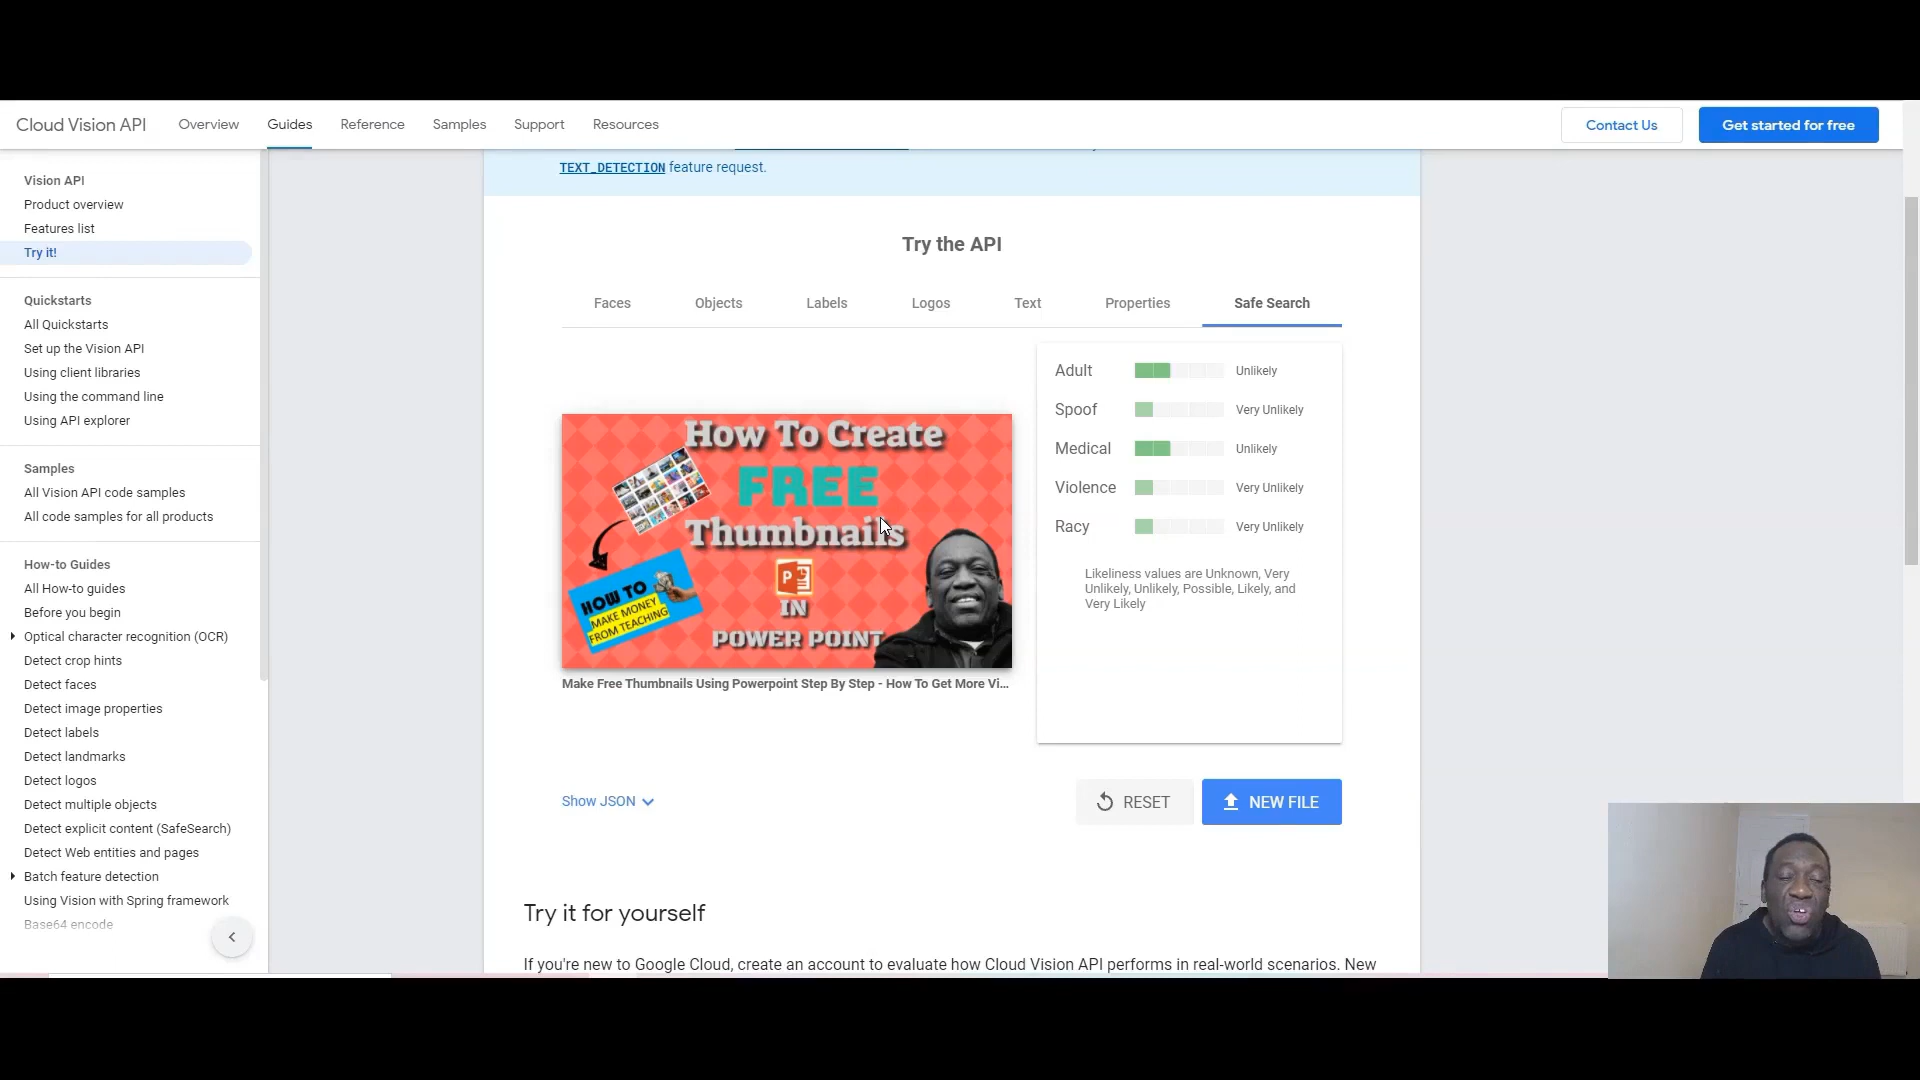 Cloud Vision API Overview Guides Reference Samples Support Resources Contact Us Get started for free
Vision API
Product overview
Features list
Try it!
Quickstarts
All Quickstarts
Set up the Vision API
Using client libraries
Using the command line
Using API explorer
Samples
All Vision API code samples
All code samples for all products
How-to Guides
All How-to guides
Before you begin
Optical character recognition (OCR)
Detect crop hints
Detect faces
Detect image properties
Detect labels
Detect landmarks
Detect logos
Detect multiple objects
Detect explicit content (SafeSearch)
Detect Web entities and pages
Batch feature detection
Using Vision with Spring framework
Base64 encode
TEXT_DETECTION feature request.
Try the API
Faces Objects Labels Logos Text Properties Safe Search
How To Create
FREE
Thumbnails
P
IN
POWER POINT
HOW TO
MAKE MONEY
FROM TEACHING
Make Free Thumbnails Using Powerpoint Step By Step - How To Get More Vi...
Adult Unlikely
Spoof Very Unlikely
Medical Unlikely
Violence Very Unlikely
Racy Very Unlikely
Likeliness values are Unknown, Very
Unlikely, Unlikely, Possible, Likely, and
Very Likely
Show JSON RESET NEW FILE
Try it for yourself
If you're new to Google Cloud, create an account to evaluate how Cloud Vision API performs in real-world scenarios. New